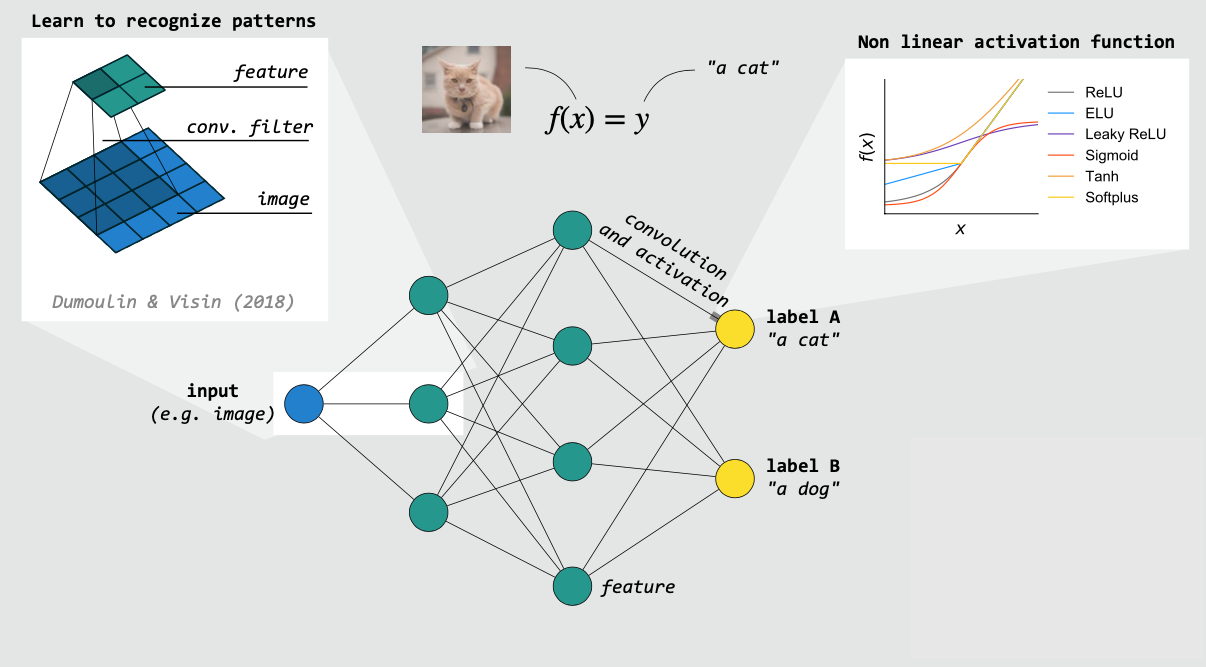 Learn to recognize patterns
feature
conv. filter
image
Dumoulin & Visin (2018)
"a cat"
f(x) = y
Non linear activation function
f(x)
x
ReLU
ELU
Leaky ReLU
Sigmoid
Tanh
Softplus
convolution
and activation
input
(e.g. image)
label A
"a cat"
label B
"a dog"
feature